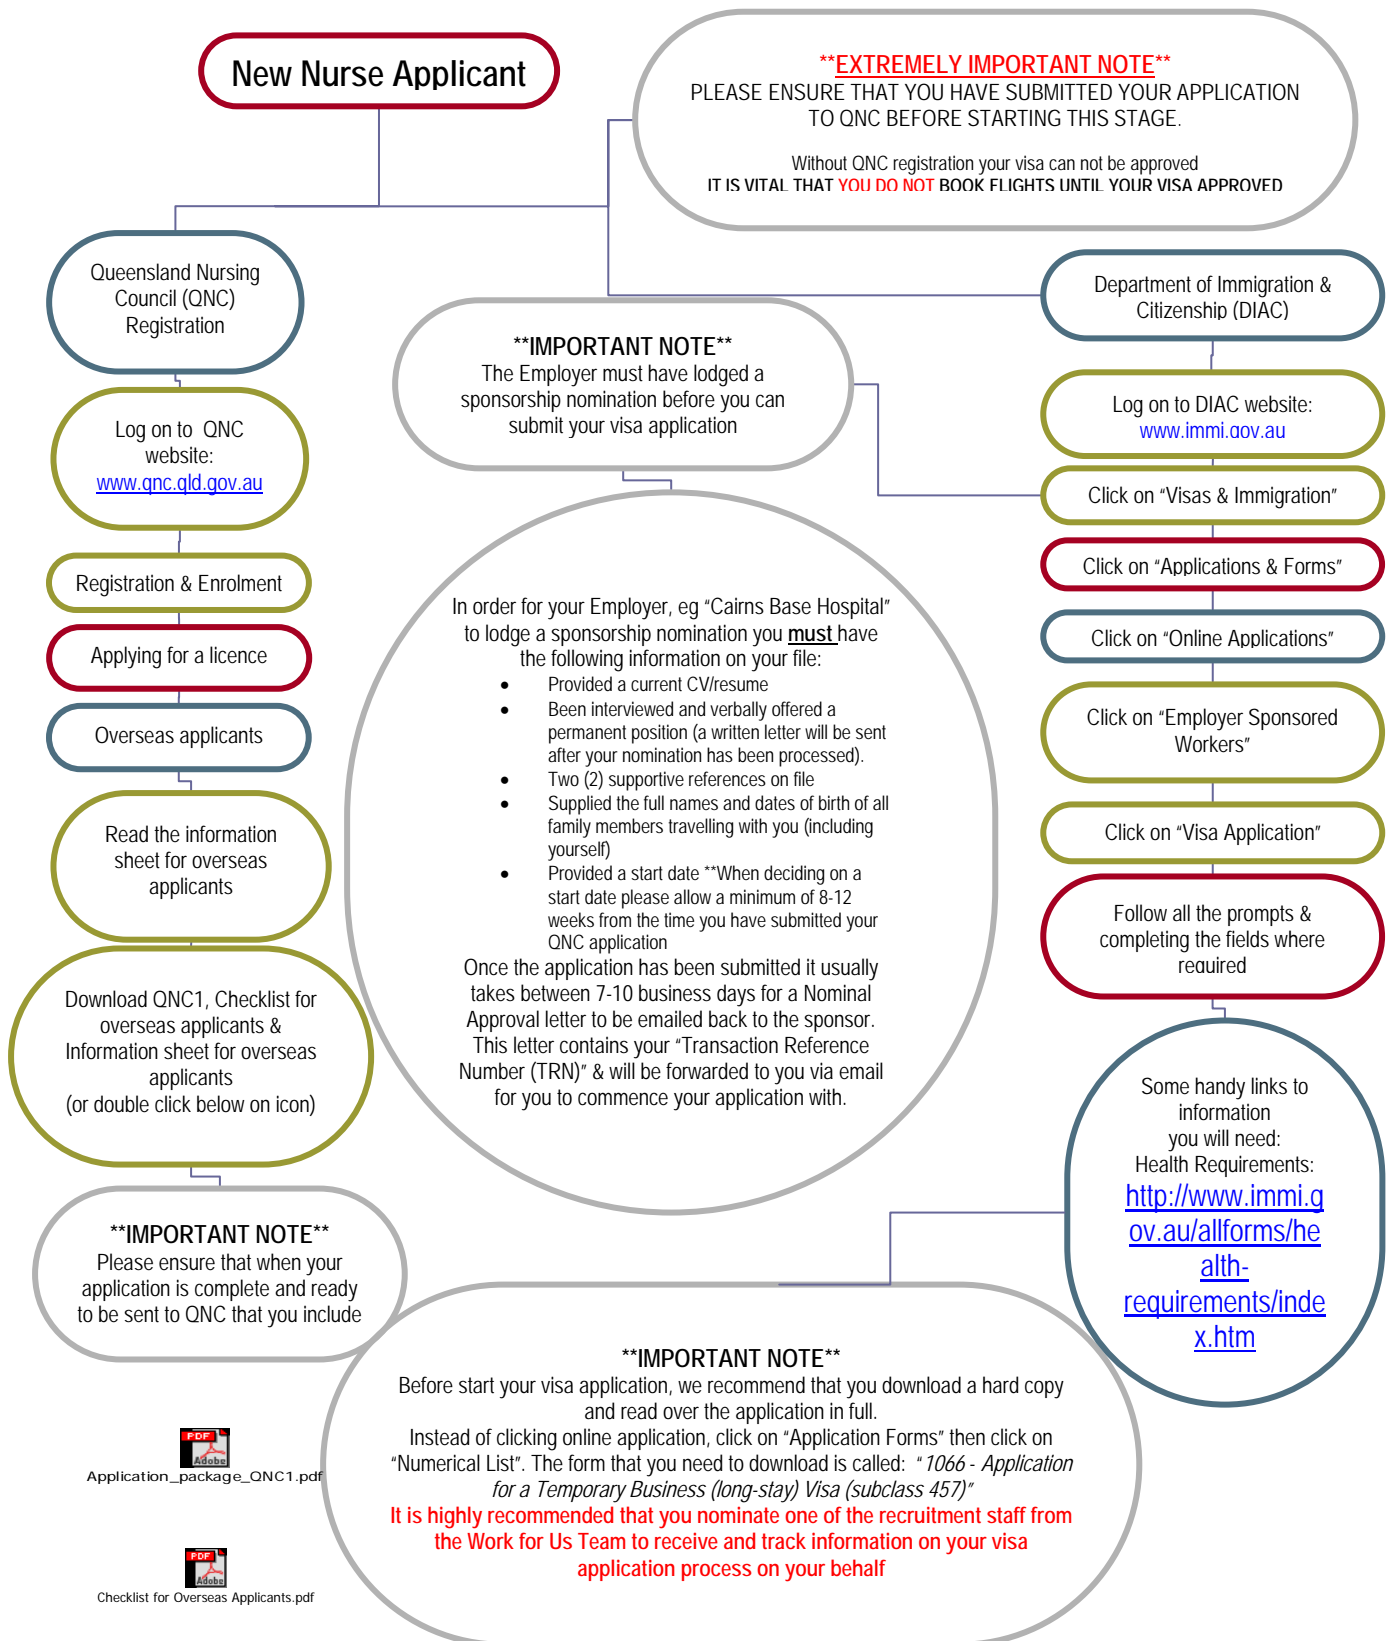 New Nurse Applicant
**EXTREMELY IMPORTANT NOTE**
PLEASE ENSURE THAT YOU HAVE SUBMITTED YOUR APPLICATION
TO QNC BEFORE STARTING THIS STAGE.
Without QNC registration your visa can not be approved
IT IS VITAL THAT YOU DO NOT BOOK FLIGHTS UNTIL YOUR VISA APPROVED
Queensland Nursing
Council (QNC)
Registration
Log on to QNC
website:
www.qnc.qld.gov.au
Registration & Enrolment
Applying for a licence
Overseas applicants
Read the information
sheet for overseas
applicants
Download QNC1, Checklist for
overseas applicants &
Information sheet for overseas
applicants
(or double click below on icon)
**IMPORTANT NOTE**
Please ensure that when your
application is complete and ready
to be sent to QNC that you include
PDF
Adobe
Application_package_QNC1.pdf
PDF
Adobe
Checklist for Overseas Applicants.pdf
**IMPORTANT NOTE**
The Employer must have lodged a
sponsorship nomination before you can
submit your visa application
In order for your Employer, eg “Cairns Base Hospital”
to lodge a sponsorship nomination you must have
the following information on your file:
• Provided a current CV/resume
• Been interviewed and verbally offered a
permanent position (a written letter will be sent
after your nomination has been processed).
• Two (2) supportive references on file
• Supplied the full names and dates of birth of all
family members travelling with you (including
yourself)
• Provided a start date **When deciding on a
start date please allow a minimum of 8-12
weeks from the time you have submitted your
QNC application
Once the application has been submitted it usually
takes between 7-10 business days for a Nominal
Approval letter to be emailed back to the sponsor.
This letter contains your “Transaction Reference
Number (TRN)” & will be forwarded to you via email
for you to commence your application with.
Department of Immigration &
Citizenship (DIAC)
Log on to DIAC website:
www.immi.gov.au
Click on “Visas & Immigration”
Click on “Applications & Forms”
Click on “Online Applications”
Click on “Employer Sponsored
Workers”
Click on “Visa Application”
Follow all the prompts &
completing the fields where
required
Some handy links to
information
you will need:
Health Requirements:
http://www.immi.g
ov.au/allforms/he
alth-
requirements/inde
x.htm
**IMPORTANT NOTE**
Before start your visa application, we recommend that you download a hard copy
and read over the application in full.
Instead of clicking online application, click on “Application Forms” then click on
“Numerical List”. The form that you need to download is called: “1066 - Application
for a Temporary Business (long-stay) Visa (subclass 457)”
It is highly recommended that you nominate one of the recruitment staff from
the Work for Us Team to receive and track information on your visa
application process on your behalf